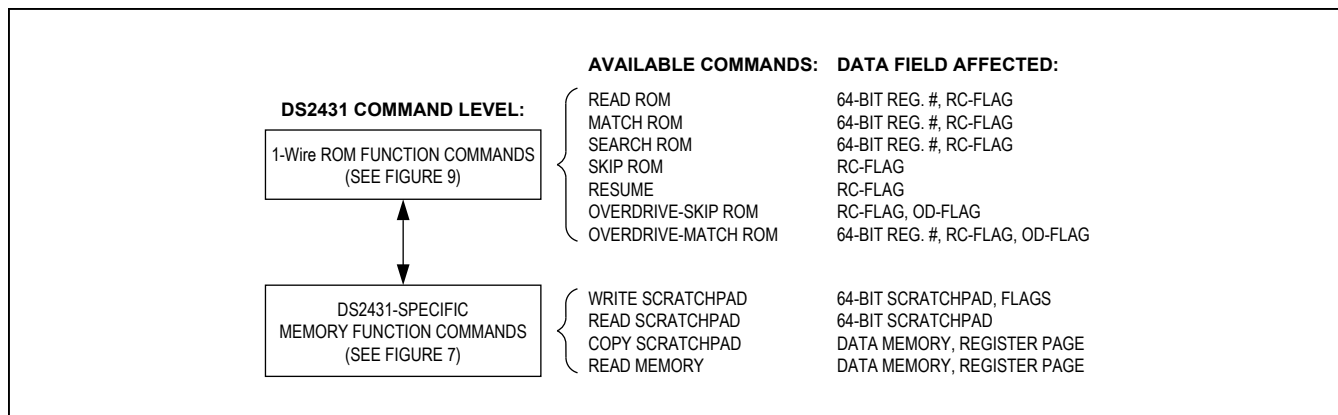 AVAILABLE COMMANDS: DATA FIELD AFFECTED:
DS2431 COMMAND LEVEL:
1-Wire ROM FUNCTION COMMANDS
(SEE FIGURE 9)
READ ROM 64-BIT REG. #, RC-FLAG
MATCH ROM 64-BIT REG. #, RC-FLAG
SEARCH ROM 64-BIT REG. #, RC-FLAG
SKIP ROM RC-FLAG
RESUME RC-FLAG
OVERDRIVE-SKIP ROM RC-FLAG, OD-FLAG
OVERDRIVE-MATCH ROM 64-BIT REG. #, RC-FLAG, OD-FLAG
DS2431-SPECIFIC
MEMORY FUNCTION COMMANDS
(SEE FIGURE 7)
WRITE SCRATCHPAD 64-BIT SCRATCHPAD, FLAGS
READ SCRATCHPAD 64-BIT SCRATCHPAD
COPY SCRATCHPAD DATA MEMORY, REGISTER PAGE
READ MEMORY DATA MEMORY, REGISTER PAGE